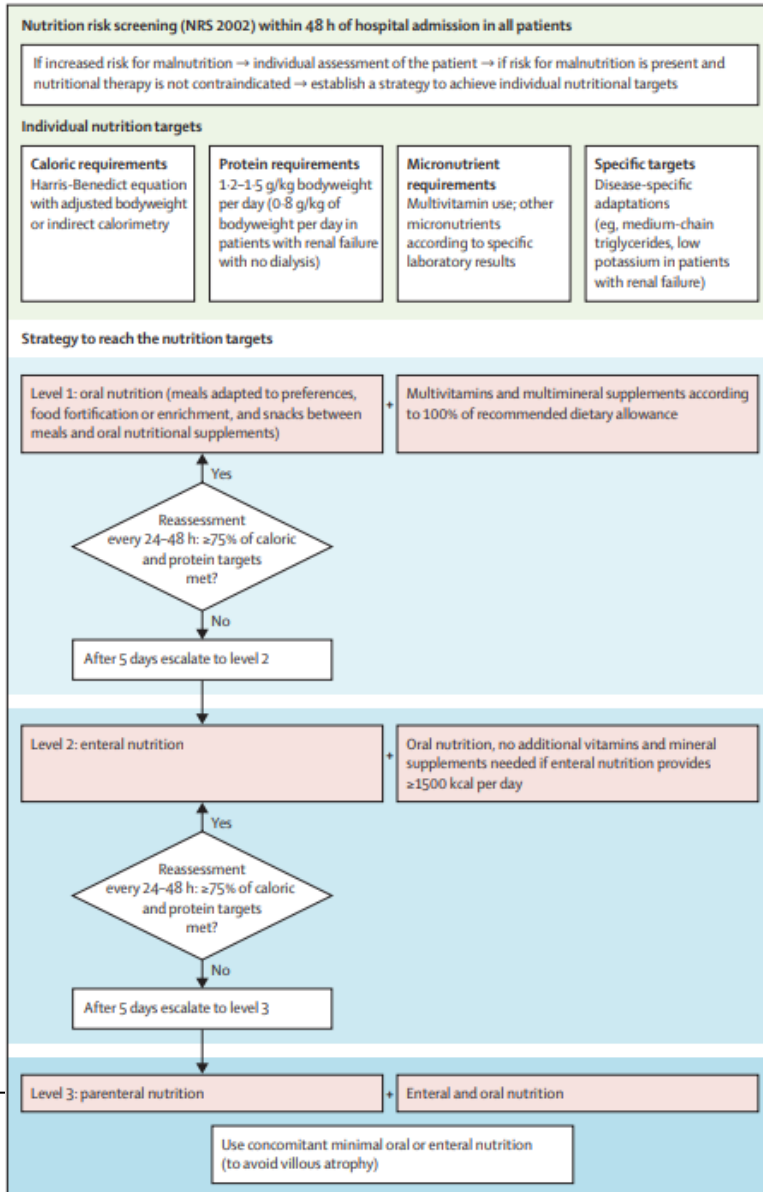 Nutrition risk screening (NRS 2002) within 48 h of hospital admission in all patients
If increased risk for malnutrition → individual assessment of the patient → if risk for malnutrition is present and
nutritional therapy is not contraindicated → establish a strategy to achieve individual nutritional targets
Individual nutrition targets
Caloric requirements
Harris-Benedict equation
with adjusted bodyweight
or indirect calorimetry
Protein requirements
1·2–1·5 g/kg bodyweight
per day (0·8 g/kg of
bodyweight per day in
patients with renal failure
with no dialysis)
Micronutrient
requirements
Multivitamin use; other
micronutrients
according to specific
laboratory results
Specific targets
Disease-specific
adaptations
(eg, medium-chain
triglycerides, low
potassium in patients
with renal failure)
Strategy to reach the nutrition targets
Level 1: oral nutrition (meals adapted to preferences,
food fortification or enrichment, and snacks between
meals and oral nutritional supplements)
+
Multivitamins and multimineral supplements according
to 100% of recommended dietary allowance
Yes
Reassessment
every 24–48 h: ≥75% of caloric
and protein targets
met?
No
After 5 days escalate to level 2
Level 2: enteral nutrition
+
Oral nutrition, no additional vitamins and mineral
supplements needed if enteral nutrition provides
≥1500 kcal per day
Yes
Reassessment
every 24–48 h: ≥75% of caloric
and protein targets
met?
No
After 5 days escalate to level 3
Level 3: parenteral nutrition
+
Enteral and oral nutrition
Use concomitant minimal oral or enteral nutrition
(to avoid villous atrophy)